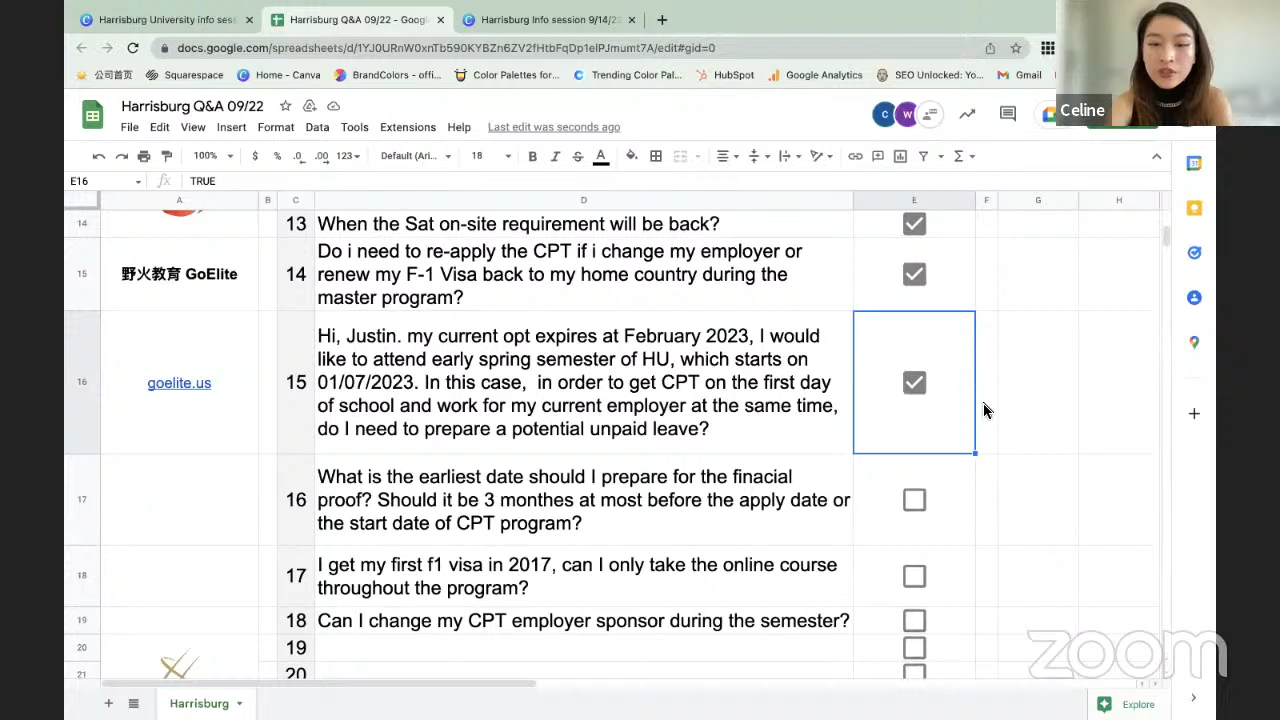 Harrisburg University info sess
Harrisburg Q&A 09/22 - Google
Harrisburg Info session 9/14/22
docs.google.com/spreadsheets/d/1YJ0URnW0xnTb590KYBZn6ZV2fHtbFqDp1eIPJmumt7A/edit#gid=0
公司首页
Squarespace
Home - Canva
BrandColors - offi...
Color Palettes for...
Trending Color Pal...
HubSpot
Google Analytics
SEO Unlocked: Yo...
Gmail
Celine
Harrisburg Q&A 09/22
File Edit View Insert Format Data Tools Extensions Help Last edit was seconds ago
C W
100% $ % .0 .00 123 Default (Ari... 18 B I S A
E16 fx TRUE
A B C D E F G H
14 13 When the Sat on-site requirement will be back?
15 野火教育 GoElite 14
Do i need to re-apply the CPT if i change my employer or
renew my F-1 Visa back to my home country during the
master program?
16 goelite.us 15
Hi, Justin. my current opt expires at February 2023, I would
like to attend early spring semester of HU, which starts on
01/07/2023. In this case, in order to get CPT on the first day
of school and work for my current employer at the same time,
do I need to prepare a potential unpaid leave?
17 16
What is the earliest date should I prepare for the finacial
proof? Should it be 3 monthes at most before the apply date or
the start date of CPT program?
18 17
I get my first f1 visa in 2017, can I only take the online course
throughout the program?
19 18 Can I change my CPT employer sponsor during the semester?
20 19
21 20
zoom
Harrisburg
Explore